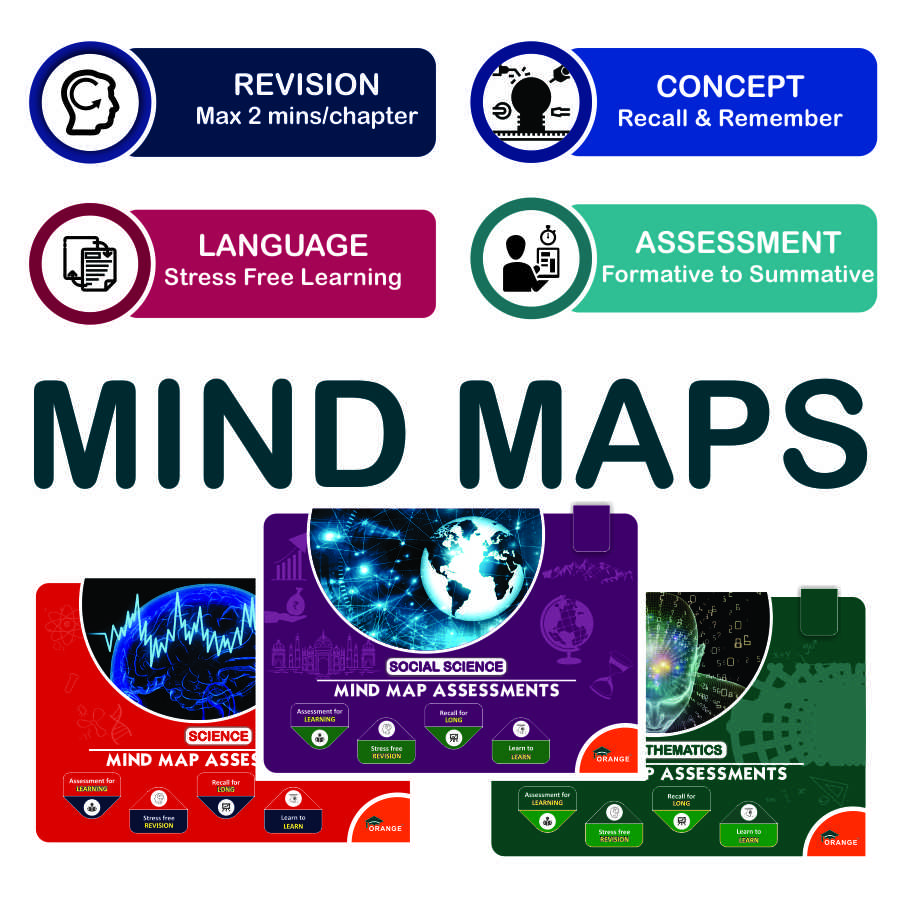 REVISION
Max 2 mins/chapter
CONCEPT
Recall & Remember
LANGUAGE
Stress Free Learning
ASSESSMENT
Formative to Summative
MIND MAPS
SOCIAL SCIENCE
MIND MAP ASSESSMENTS
Assessment for
LEARNING
Stress free
REVISION
Recall for
LONG
Learn to
LEARN
ORANGE
SCIENCE
MIND MAP ASSES
Assessment for
LEARNING
Stress free
REVISION
Recall for
LONG
Learn to
LEARN
ORANGE
THEMATICS
P ASSESSMENTS
Assessment for
LEARNING
Stress free
REVISION
Recall for
LONG
Learn to
LEARN
ORANGE